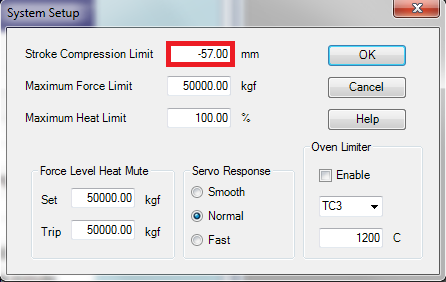 System Setup
Stroke Compression Limit -57.00 mm
OK
Maximum Force Limit 50000.00 kgf
Cancel
Maximum Heat Limit 100.00 %
Help
Force Level Heat Mute
Set 50000.00 kgf
Trip 50000.00 kgf
Servo Response
Smooth
Normal
Fast
Oven Limiter
Enable
TC3
1200 C